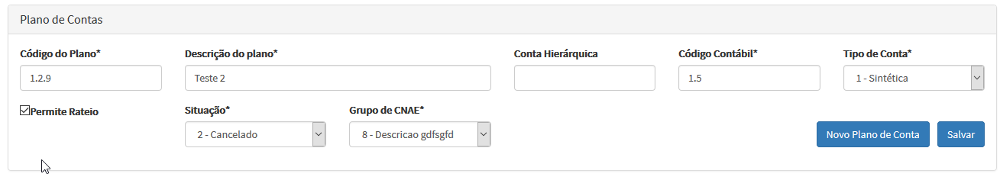 Plano de Contas
Código do Plano* Descrição do plano* Conta Hierárquica Código Contábil* Tipo de Conta*
1.2.9 Teste 2 1.5 1 - Sintética
Permite Rateio Situação* Grupo de CNAE*
2 - Cancelado 8 - Descricao gdfsgfd Novo Plano de Conta Salvar